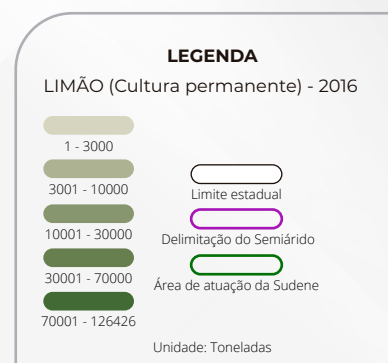 LEGENDA
LIMÃO (Cultura permanente) - 2016
1 - 3000
3001 - 10000
10001 - 30000
30001 - 70000
70001 - 126426
Limite estadual
Delimitação do Semiárido
Área de atuação da Sudene
Unidade: Toneladas